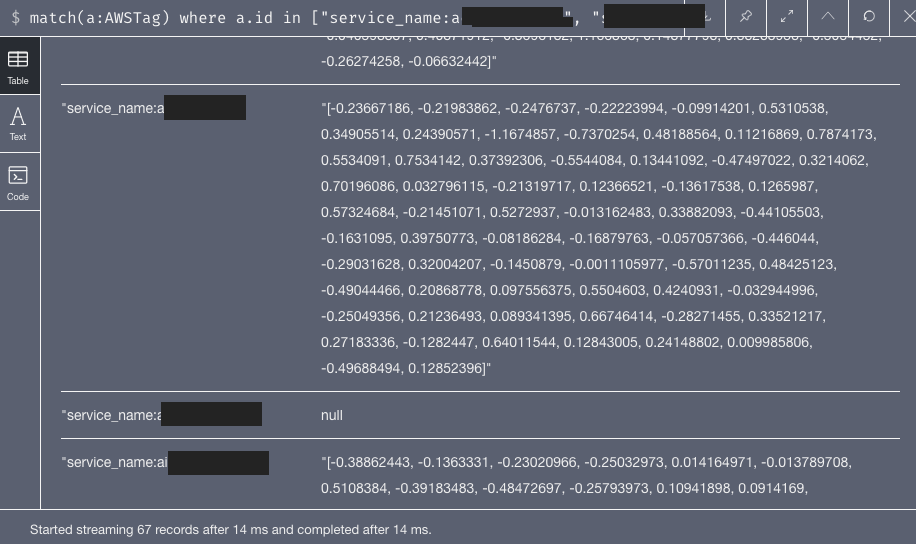 $ match(a:AWSTag) where a.id in ["service_name:a", "s
-0.26274258, -0.06632442]"
Table
"service_name:a
"[-0.23667186, -0.21983862, -0.2476737, -0.22223994, -0.09914201, 0.5310538,
0.34905514, 0.24390571, -1.1674857, -0.7370254, 0.48188564, 0.11216869, 0.7874173,
Text
0.5534091, 0.7534142, 0.37392306, -0.5544084, 0.13441092, -0.47497022, 0.3214062,
0.70196086, 0.032796115, -0.21319717, 0.12366521, -0.13617538, 0.1265987,
Code
0.57324684, -0.21451071, 0.5272937, -0.013162483, 0.33882093, -0.44105503,
-0.1631095, 0.39750773, -0.08186284, -0.16879763, -0.057057366, -0.446044,
-0.29031628, 0.32004207, -0.1450879, -0.0011105977, -0.57011235, 0.48425123,
-0.49044466, 0.20868778, 0.097556375, 0.5504603, 0.4240931, -0.032944996,
-0.25049356, 0.21236493, 0.089341395, 0.66746414, -0.28271455, 0.33521217,
0.27183336, -0.1282447, 0.64011544, 0.12843005, 0.24148802, 0.009985806,
-0.49688494, 0.12852396]"
"service_name:a
null
"service_name:ai
"[-0.38862443, -0.1363331, -0.23020966, -0.25032973, 0.014164971, -0.013789708,
0.5108384, -0.39183483, -0.48472697, -0.25793973, 0.10941898, 0.0914169,
Started streaming 67 records after 14 ms and completed after 14 ms.